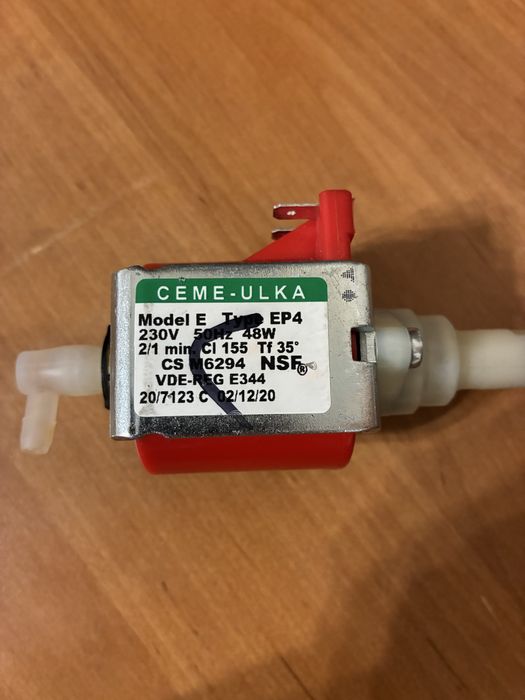 CEME-ULKA
Model E Type EP4
230V 50Hz 48W
2/1 min. Cl 155 Tf 35°
CS M6294 NSF®
VDE-REG E344
20/7123 C 02/12/20